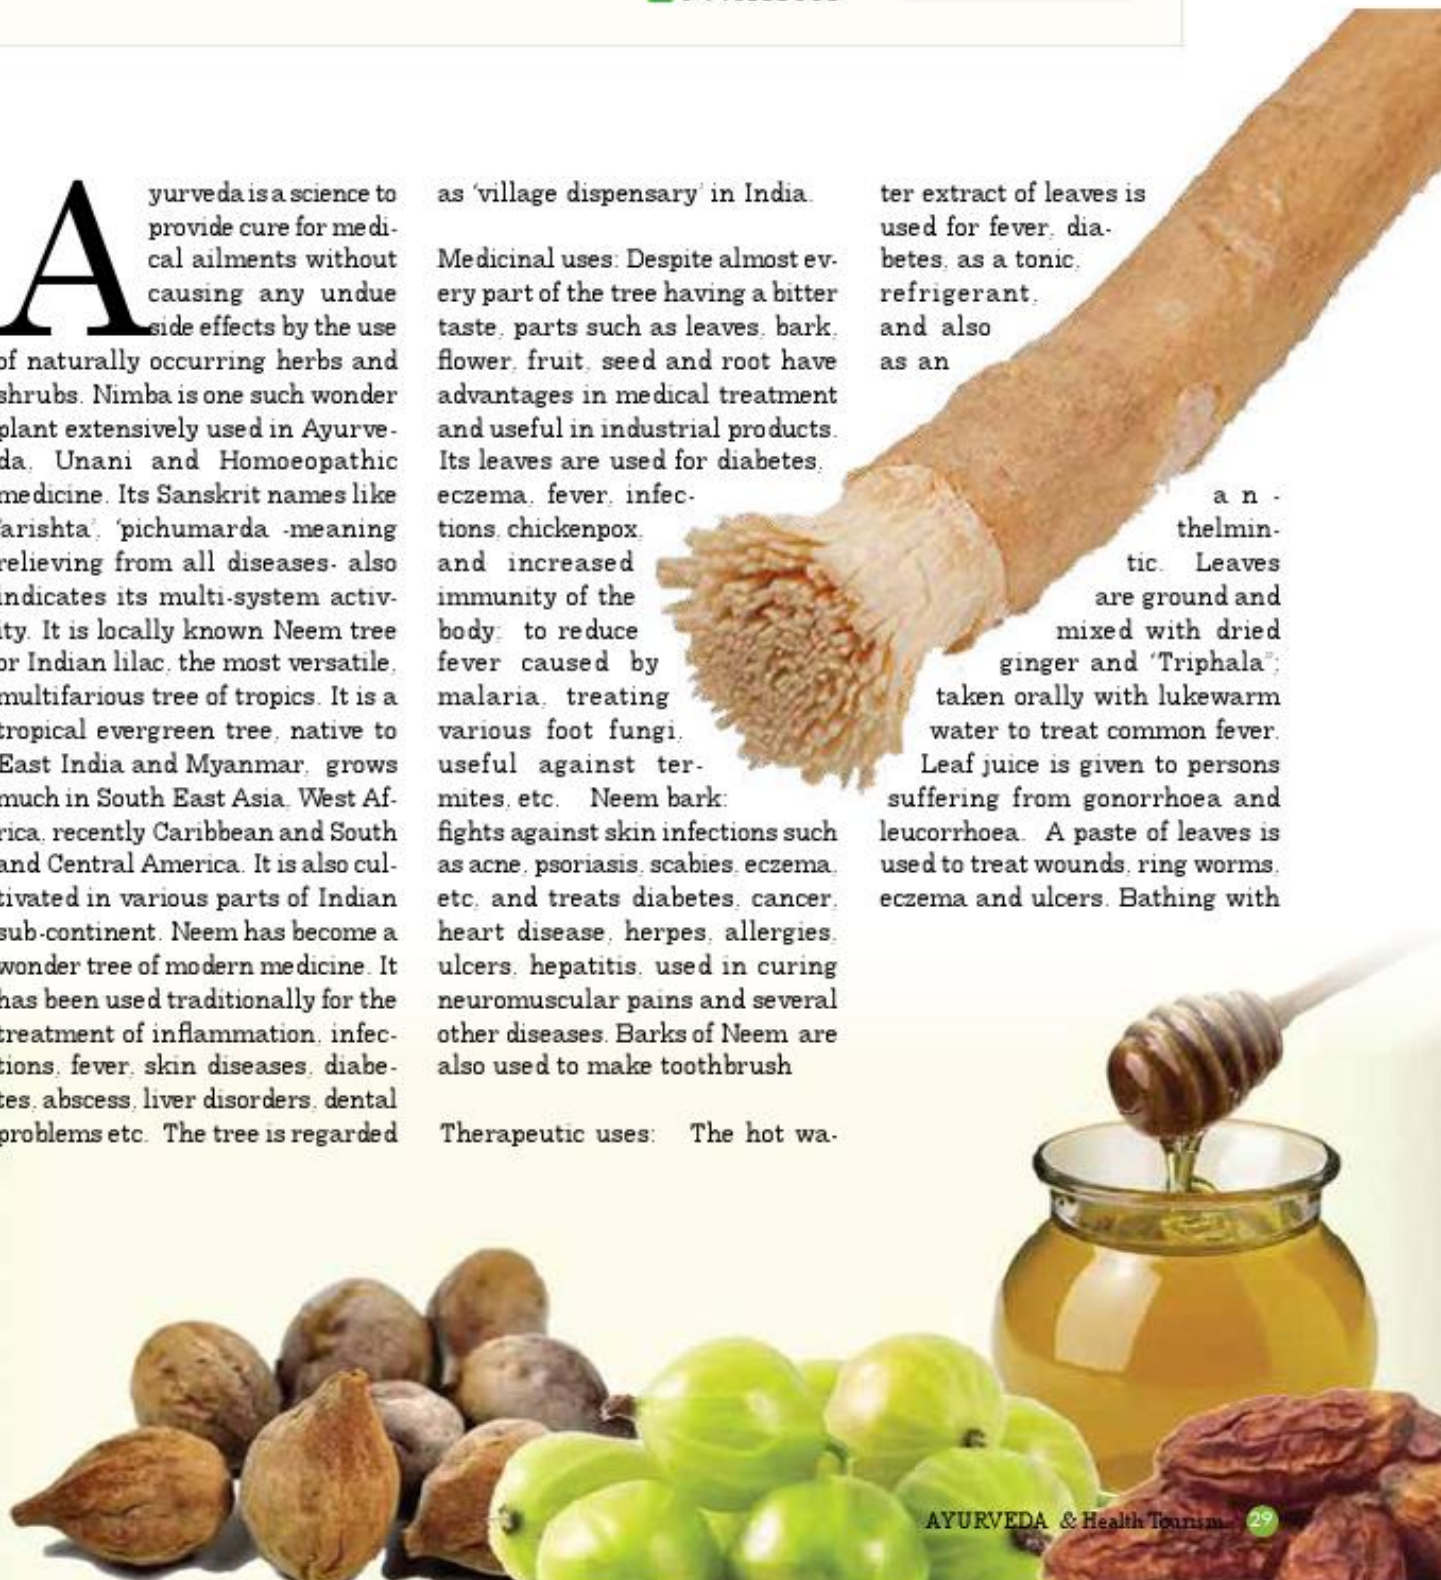 Ayurveda is a science to
provide cure for medi-
cal ailments without
causing any undue
side effects by the use
of naturally occurring herbs and
shrubs. Nimba is one such wonder
plant extensively used in Ayurve-
da, Unani and Homoeopathic
medicine. Its Sanskrit names like
'arishta', 'pichumarda -meaning
relieving from all diseases- also
indicates its multi-system activ-
ity. It is locally known Neem tree
or Indian lilac, the most versatile,
multifarious tree of tropics. It is a
tropical evergreen tree, native to
East India and Myanmar, grows
much in South East Asia, West Af-
rica, recently Caribbean and South
and Central America. It is also cul-
tivated in various parts of Indian
sub-continent. Neem has become a
wonder tree of modern medicine. It
has been used traditionally for the
treatment of inflammation, infec-
tions, fever, skin diseases, diabe-
tes, abscess, liver disorders, dental
problems etc. The tree is regarded
as 'village dispensary' in India.
Medicinal uses: Despite almost ev-
ery part of the tree having a bitter
taste, parts such as leaves, bark,
flower, fruit, seed and root have
advantages in medical treatment
and useful in industrial products.
Its leaves are used for diabetes,
eczema, fever, infec-
tions, chickenpox,
and increased
immunity of the
body; to reduce
fever caused by
malaria, treating
various foot fungi,
useful against ter-
mites, etc. Neem bark:
fights against skin infections such
as acne, psoriasis, scabies, eczema,
etc, and treats diabetes, cancer,
heart disease, herpes, allergies,
ulcers, hepatitis, used in curing
neuromuscular pains and several
other diseases. Barks of Neem are
also used to make toothbrush
Therapeutic uses: The hot wa-
ter extract of leaves is
used for fever, dia-
betes, as a tonic,
refrigerant,
and also
as an
an-
thelmin-
tic. Leaves
are ground and
mixed with dried
ginger and 'Triphala";
taken orally with lukewarm
water to treat common fever.
Leaf juice is given to persons
suffering from gonorrhoea and
leucorrhoea. A paste of leaves is
used to treat wounds, ring worms,
eczema and ulcers. Bathing with
AYURVEDA & Health Tourism 29